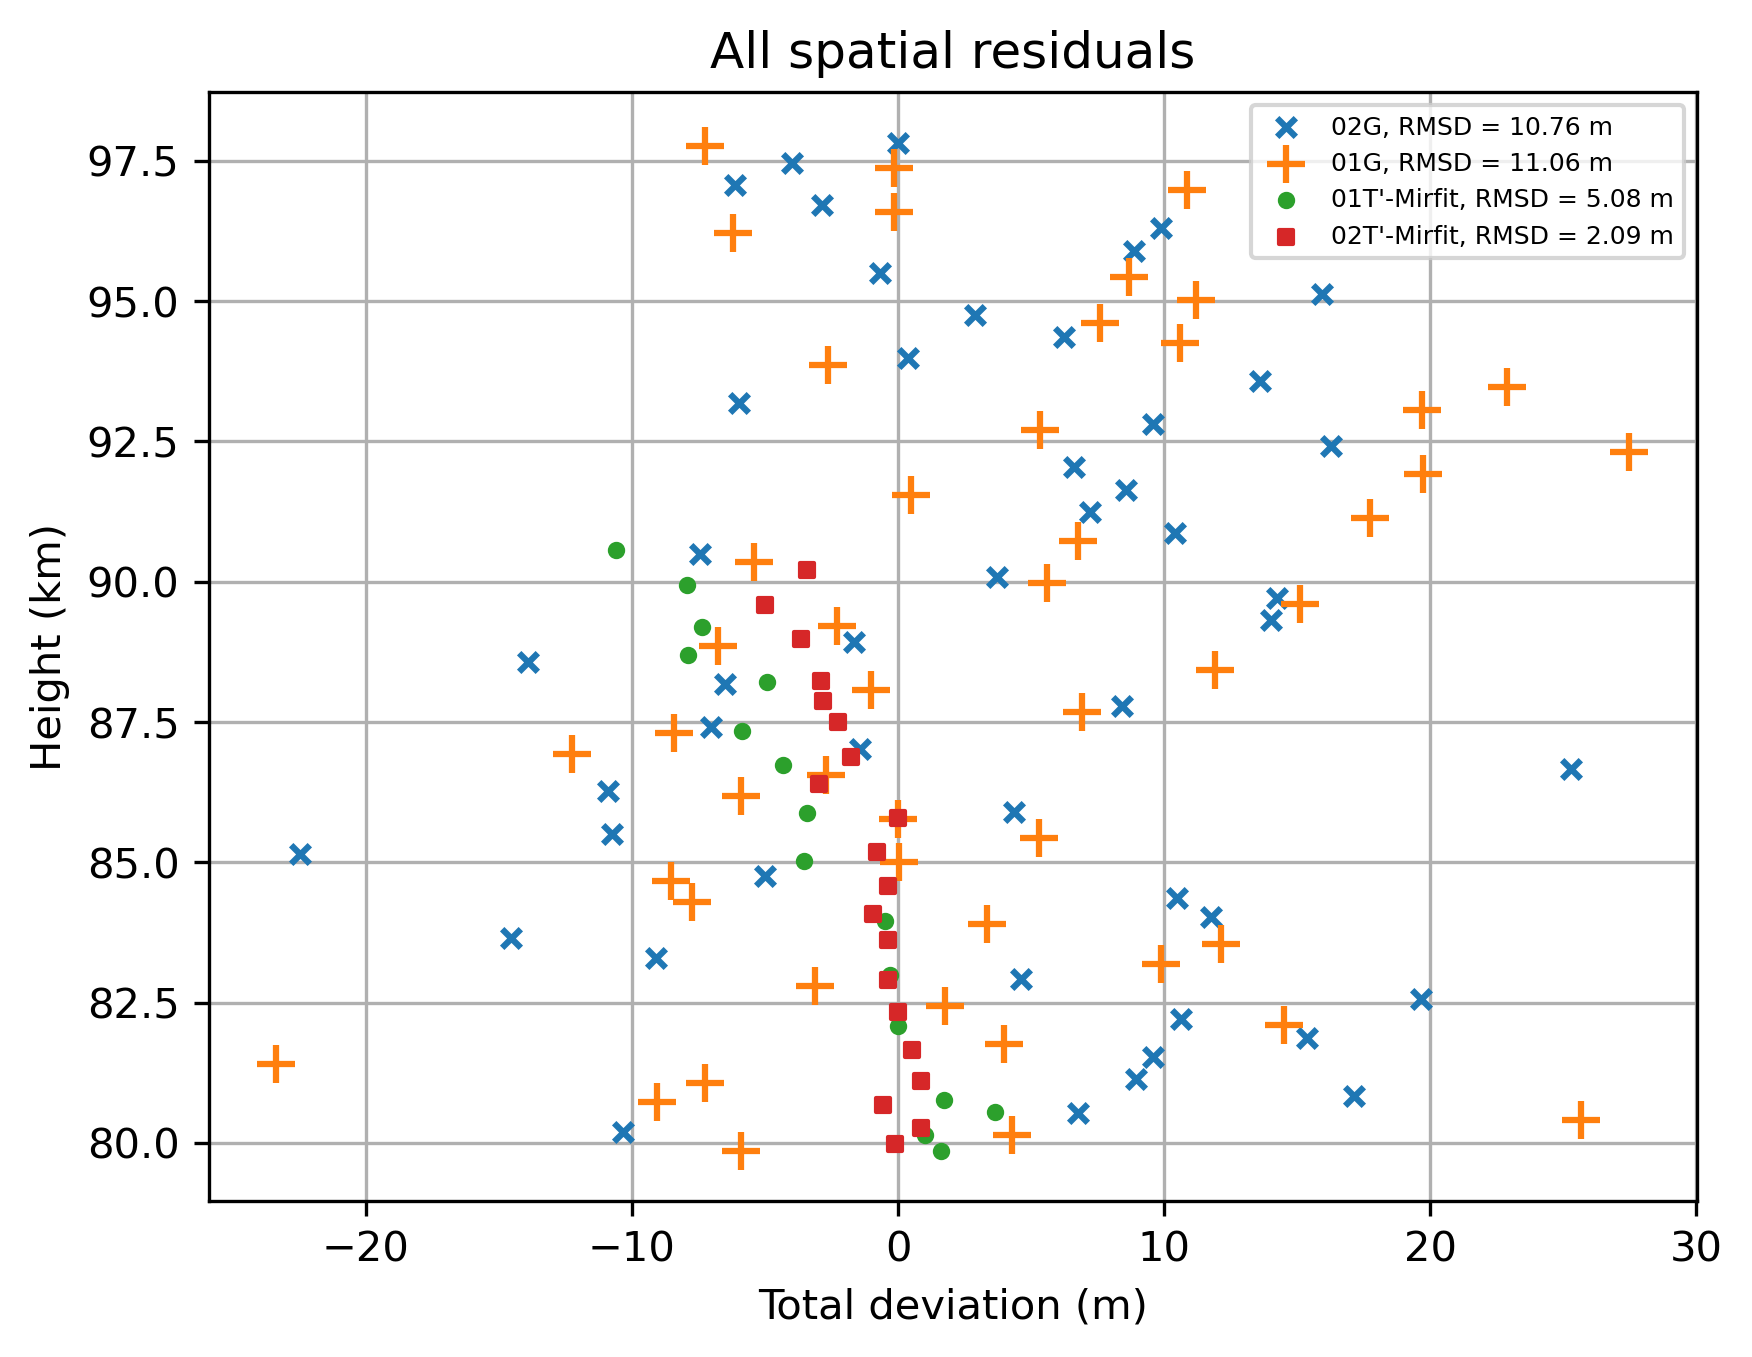 All spatial residuals
02G, RMSD = 10.76 m
01G, RMSD = 11.06 m
01T'-Mirfit, RMSD = 5.08 m
02T'-Mirfit, RMSD = 2.09 m
Height (km)
97.5
95.0
92.5
90.0
87.5
85.0
82.5
80.0
−20 −10 0 10 20 30
Total deviation (m)